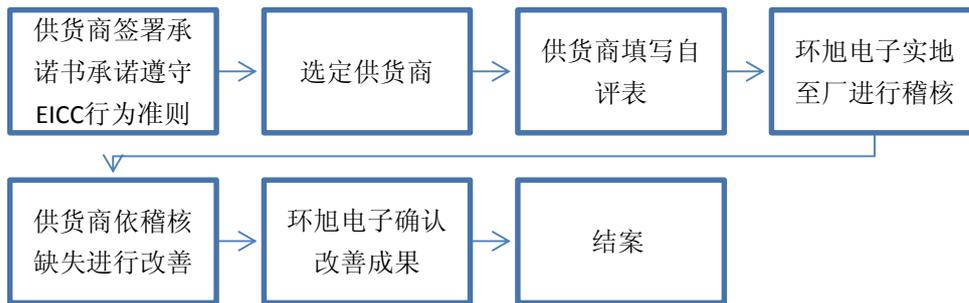 供货商签署承
诺书承诺遵守
EICC行为准则
选定供货商
供货商填写自
评表
环旭电子实地
至厂进行稽核
供货商依稽核
缺失进行改善
环旭电子确认
改善成果
结案